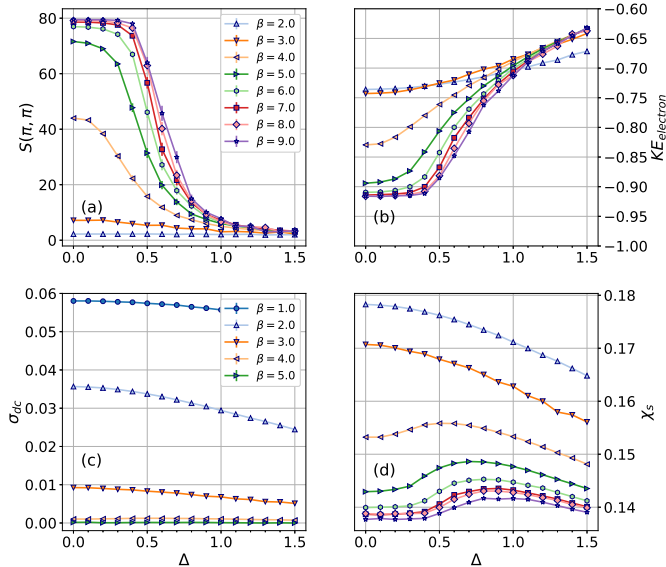 80
60
40
20
0
S(π, π)
(a)
β = 2.0
β = 3.0
β = 4.0
β = 5.0
β = 6.0
β = 7.0
β = 8.0
β = 9.0
−0.60
−0.65
−0.70
−0.75
−0.80
−0.85
−0.90
−0.95
−1.00
KE_electron
(b)
0.06
0.05
0.04
0.03
0.02
0.01
0.00
σ_dc
(c)
β = 1.0
β = 2.0
β = 3.0
β = 4.0
β = 5.0
0.0 0.5 1.0 1.5
Δ
0.18
0.17
0.16
0.15
0.14
χ_s
(d)
0.0 0.5 1.0 1.5
Δ